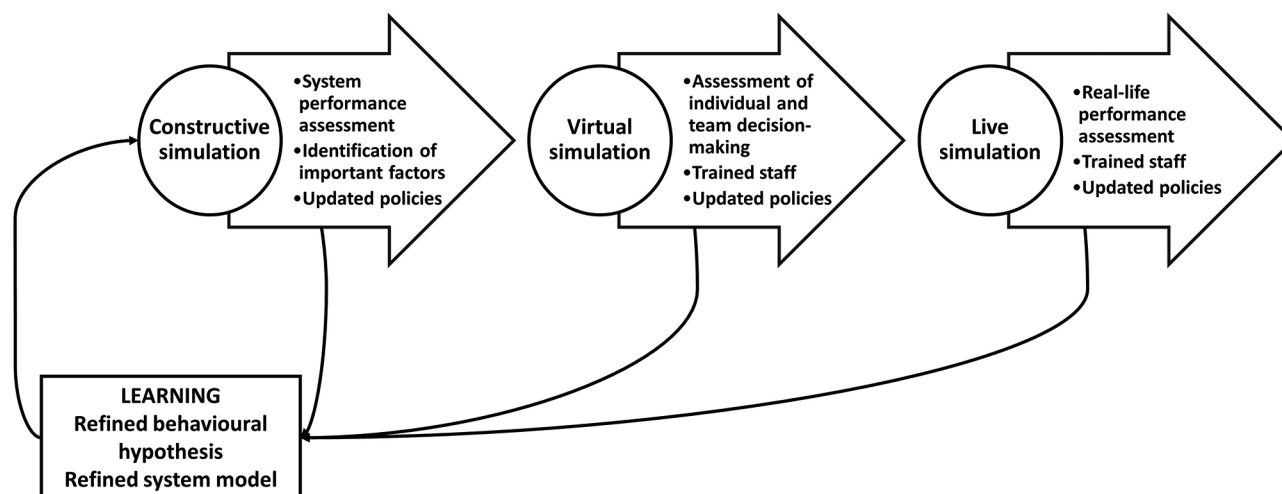 Constructive
simulation
•System
performance
assessment
•Identification of
important factors
•Updated policies
Virtual
simulation
•Assessment of
individual and
team decision-
making
•Trained staff
•Updated policies
Live
simulation
•Real-life
performance
assessment
•Trained staff
•Updated policies
LEARNING
Refined behavioural
hypothesis
Refined system model